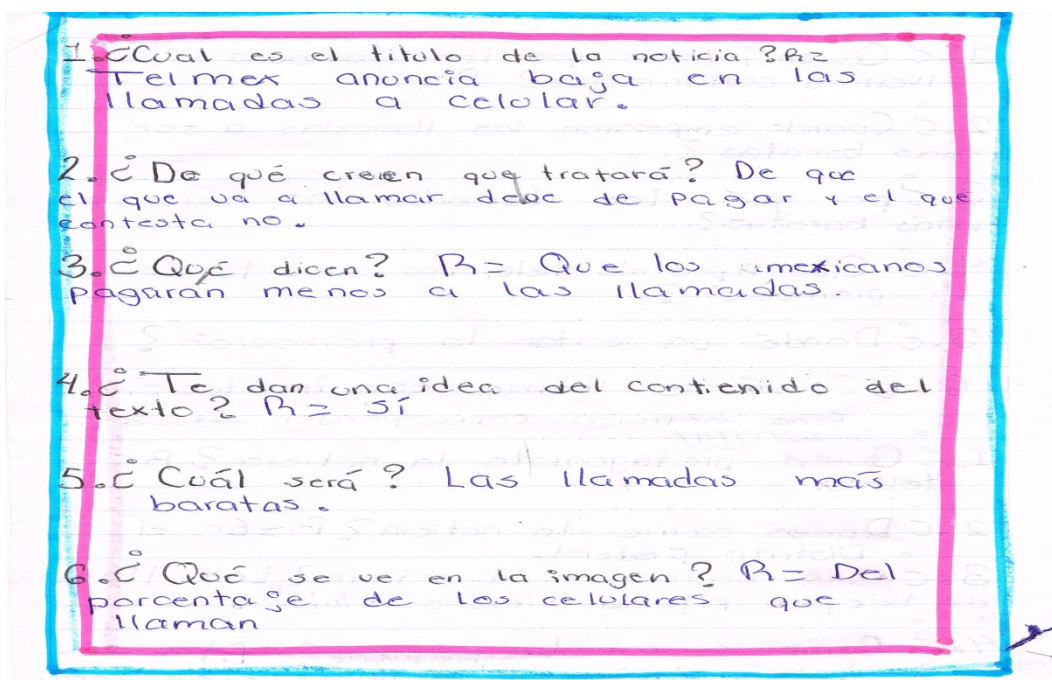 1.¿Cual es el titulo de la noticia? R=
Telmex anuncia baja en las
llamadas a celular.
2.¿De qué creen que tratará? De que
el que va a llamar debe de pagar y el que
contesta no.
3.¿Qué dicen? R= Que los mexicanos
pagaran menos a las llamadas.
4.¿Te dan una idea del contenido del
texto? R= sí
5.¿Cuál será? Las llamadas más
baratas.
6.¿Qué se ve en la imagen? R= Del
porcentaje de los celulares que
llaman